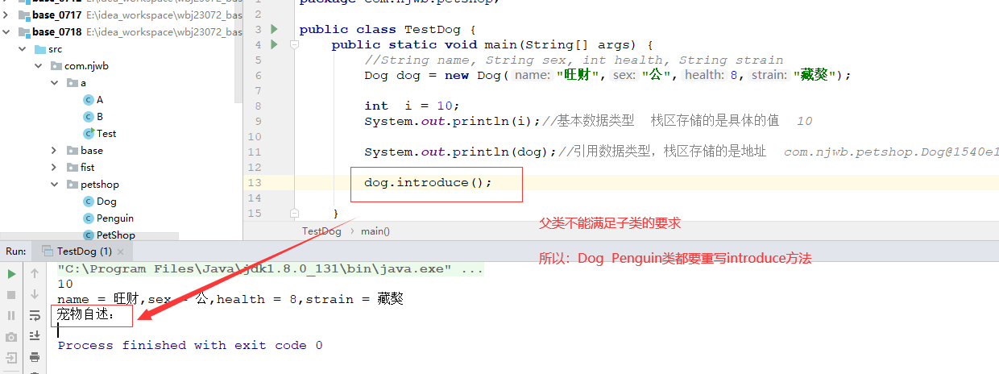 base_0712 E:\idea_workspace\wbj23072_bas
base_0717 E:\idea_workspace\wbj23072_bas
base_0718 E:\idea_workspace\wbj23072_bas
src
com.njwb
a
A
B
Test
base
fist
petshop
Dog
Penguin
PetShop
1 package com.njwb.petshop;
2
3 public class TestDog {
4 public static void main(String[] args) {
5 //String name, String sex, int health, String strain
6 Dog dog = new Dog( name: "旺财", sex: "公", health: 8, strain: "藏獒");
7
8 int i = 10;
9 System.out.println(i);//基本数据类型 栈区存储的是具体的值 10
10
11 System.out.println(dog);//引用数据类型，栈区存储的是地址 com.njwb.petshop.Dog@1540e1
12
13 dog.introduce();
14
15 }
父类不能满足子类的要求
所以：Dog Penguin类都要重写introduce方法
TestDog › main()
Run: TestDog (1) ×
"C:\Program Files\Java\jdk1.8.0_131\bin\java.exe" ...
10
name = 旺财,sex = 公,health = 8,strain = 藏獒
宠物自述：
Process finished with exit code 0